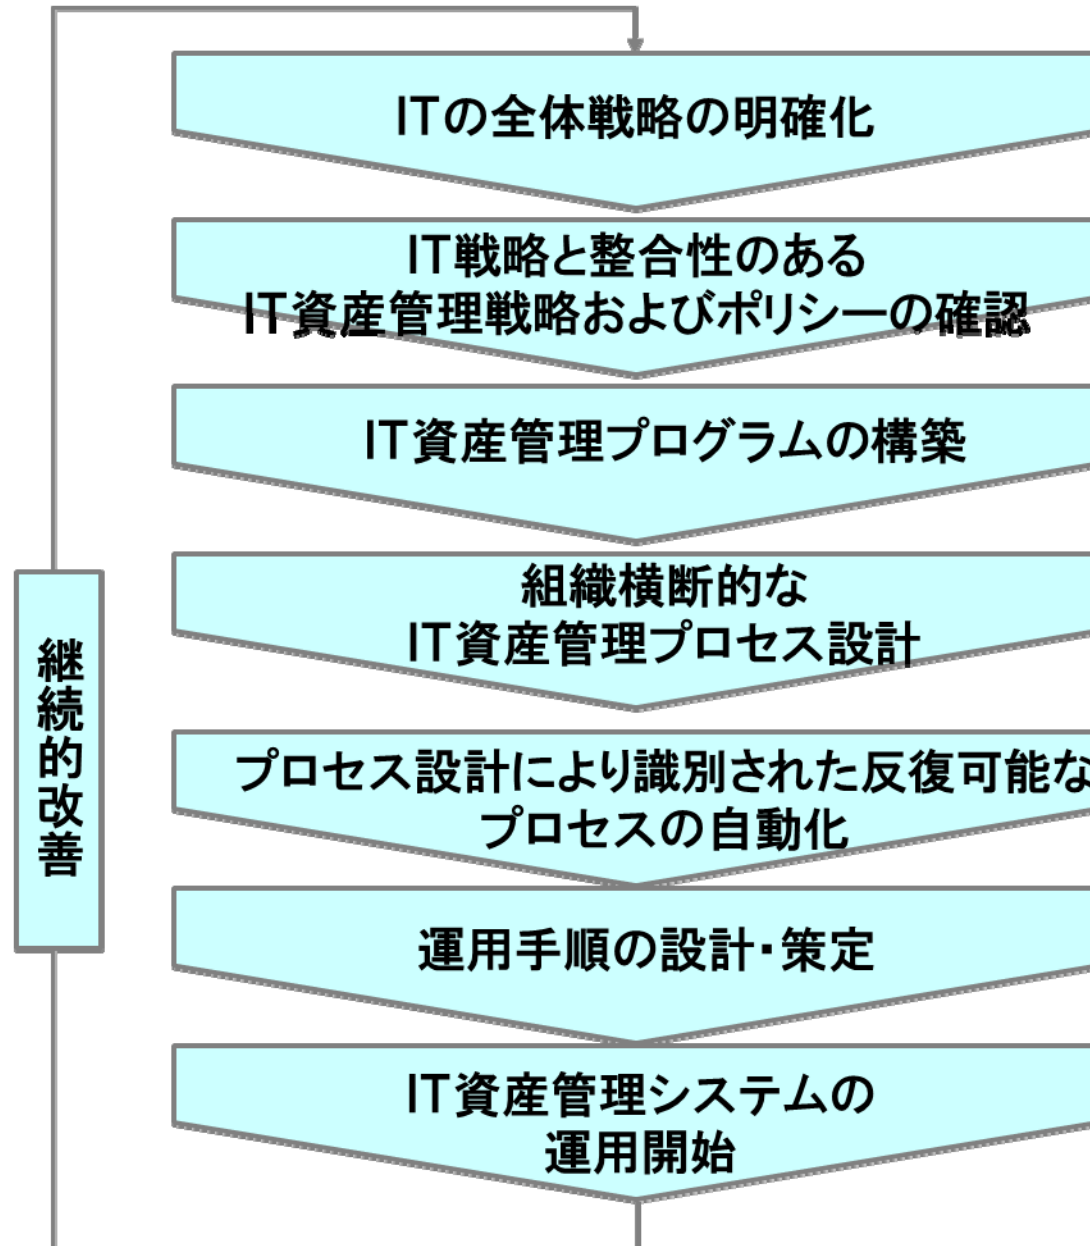 ITの全体戦略の明確化
IT戦略と整合性のある
IT資産管理戦略およびポリシーの確認
IT資産管理プログラムの構築
組織横断的な
IT資産管理プロセス設計
プロセス設計により識別された反復可能な
プロセスの自動化
運用手順の設計・策定
IT資産管理システムの
運用開始
継続的改善